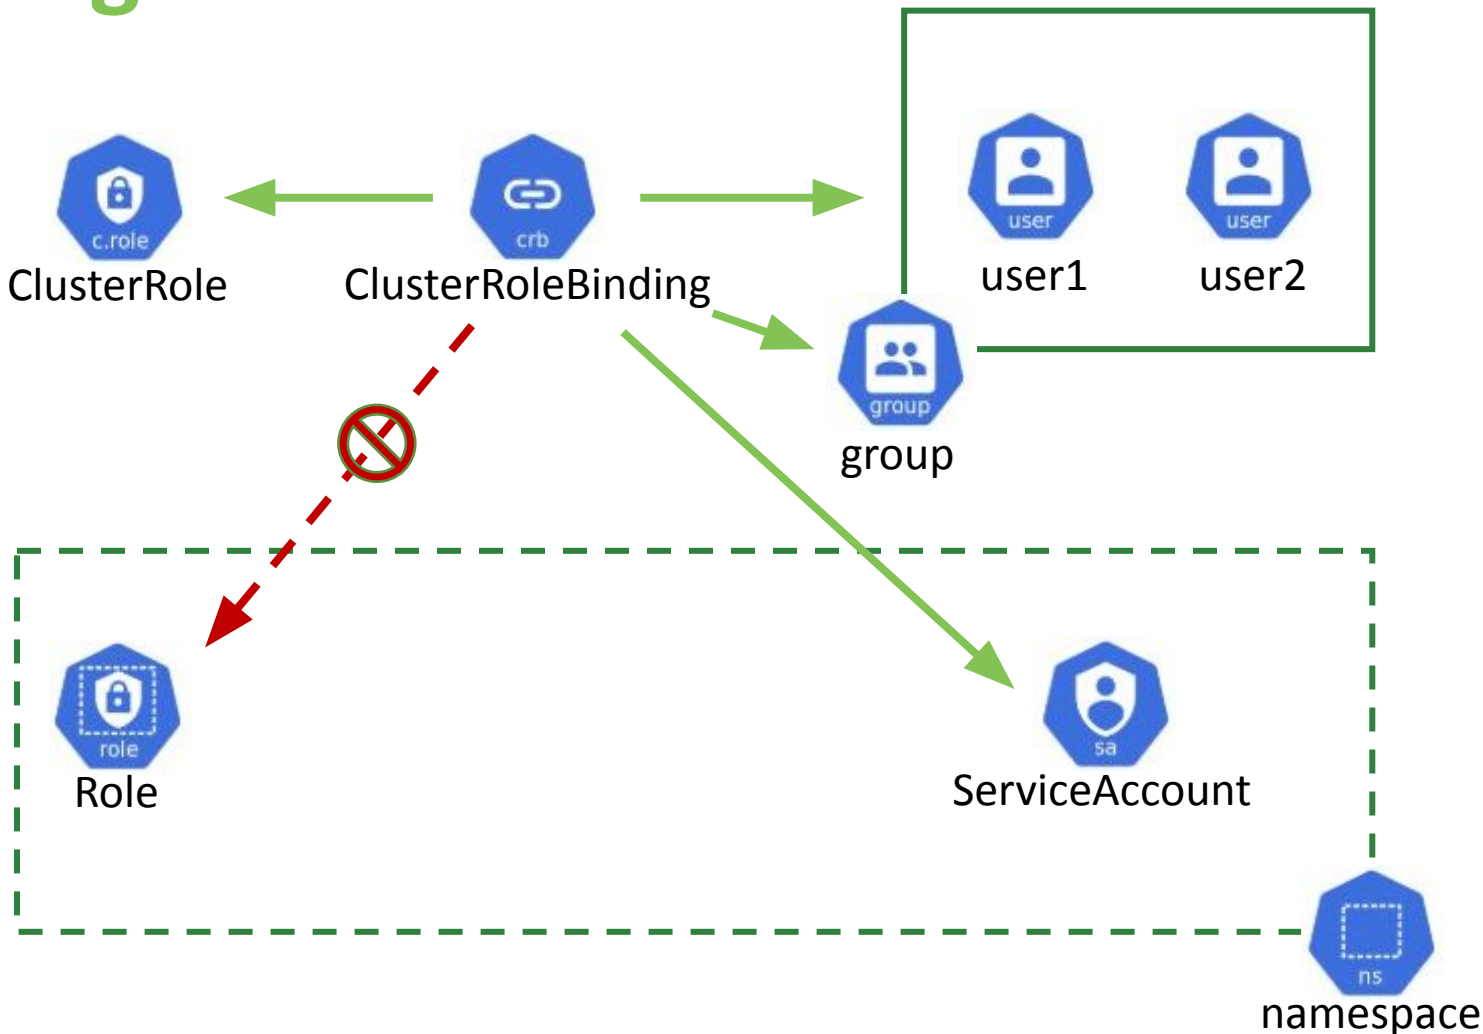 g
c.role
ClusterRole
crb
ClusterRoleBinding
user
user1
user
user2
group
group
role
Role
sa
ServiceAccount
ns
namespace